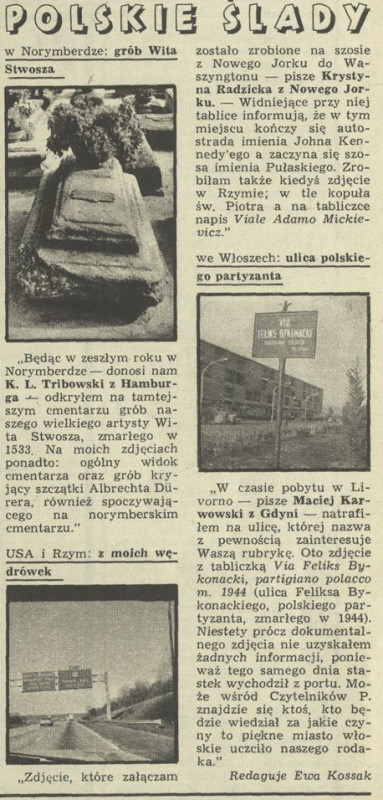 POLSKIE ŚLADY
w Norymberdze: grób Wita
Stwosza
„Będąc w zeszłym roku w
Norymberdze — donosi nam
K. L. Tribowski z Hambur-
ga — odkryłem na tamtej-
szym cmentarzu grób na-
szego wielkiego artysty Wi-
ta Stwosza, zmarłego w
1533. Na moich zdjęciach
ponadto: ogólny widok
cmentarza oraz grób kry-
jący szczątki Albrechta Dü-
rera, również spoczywają-
cego na norymberskim
cmentarzu."
USA i Rzym: z moich wę-
drówek
„Zdjęcie, które załączam
zostało zrobione na szosie
z Nowego Jorku do Wa-
szyngtonu — pisze Krysty-
na Radzicka z Nowego Jor-
ku. — Widniejące przy niej
tablice informują, że w tym
miejscu kończy się auto-
strada imienia Johna Ken-
nedy'ego a zaczyna się szo-
sa imienia Pułaskiego. Zro-
biłam także kiedyś zdjęcie
w Rzymie; w tle kopuła
św. Piotra a na tabliczce
napis Viale Adamo Mickie-
vicz."
we Włoszech: ulica polskie-
go partyzanta
VIA
FELIKS BYKONACKI
„W czasie pobytu w Li-
vorno — pisze Maciej Kar-
wowski z Gdyni — natrafi-
łem na ulicę, której nazwa
z pewnością zainteresuje
Waszą rubrykę. Oto zdjęcie
z tabliczką Via Feliks By-
konacki, partigiano polacco
m. 1944 (ulica Feliksa By-
konackiego, polskiego par-
tyzanta, zmarłego w 1944).
Niestety prócz dokumental-
nego zdjęcia nie uzyskałem
żadnych informacji, ponie-
waż tego samego dnia sta-
stek wychodził z portu. Mo-
że wśród Czytelników P.
znajdzie się ktoś, kto bę-
dzie wiedział za jakie czy-
ny to piękne miasto wło-
skie uczciło naszego roda-
ka."
Redaguje Ewa Kossak